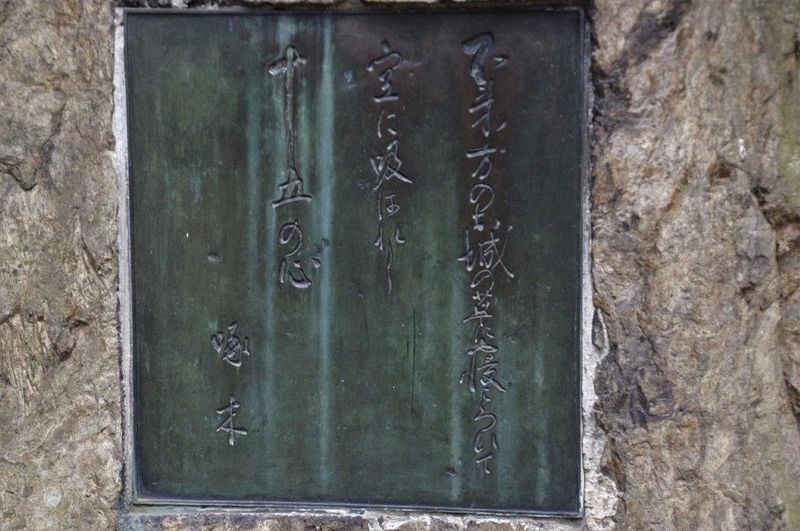 不来方のお城の草に寝ころびて
空に吸はれし
十五の心
啄木